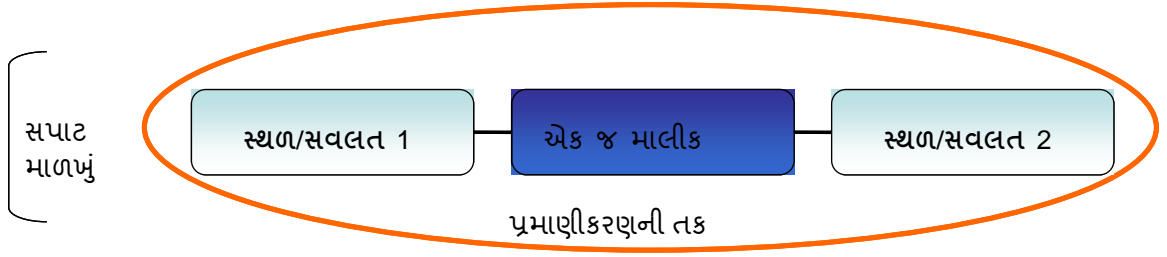 સપાટ
માળખું
સ્થળ/સવલત 1
એક જ માલીક
સ્થળ/સવલત 2
પ્રમાણીકરણની તક